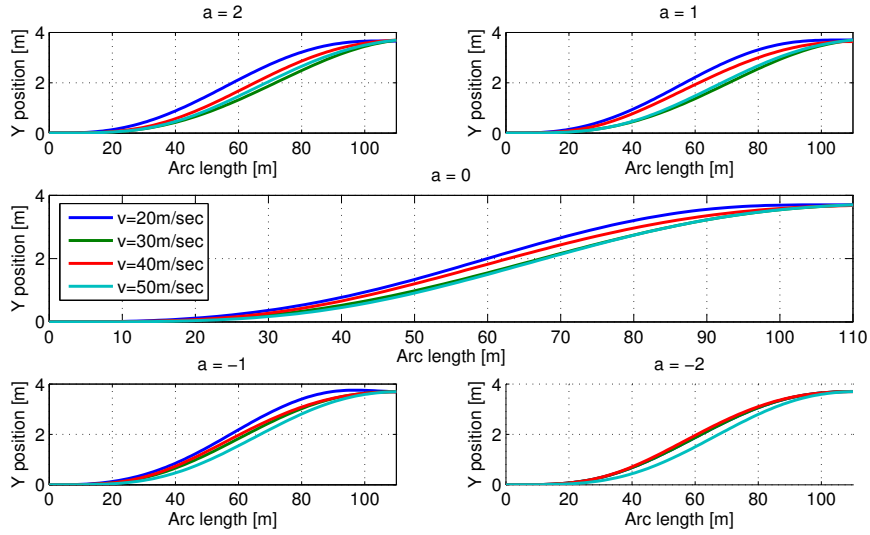 a = 2
Y position [m]
4
2
0
0 20 40 60 80 100
Arc length [m]
a = 1
Y position [m]
4
2
0
0 20 40 60 80 100
Arc length [m]
a = 0
Y position [m]
4
2
0
v=20m/sec
v=30m/sec
v=40m/sec
v=50m/sec
0 10 20 30 40 50 60 70 80 90 100 110
Arc length [m]
a = −1
Y position [m]
4
2
0
0 20 40 60 80 100
Arc length [m]
a = −2
Y position [m]
4
2
0
0 20 40 60 80 100
Arc length [m]